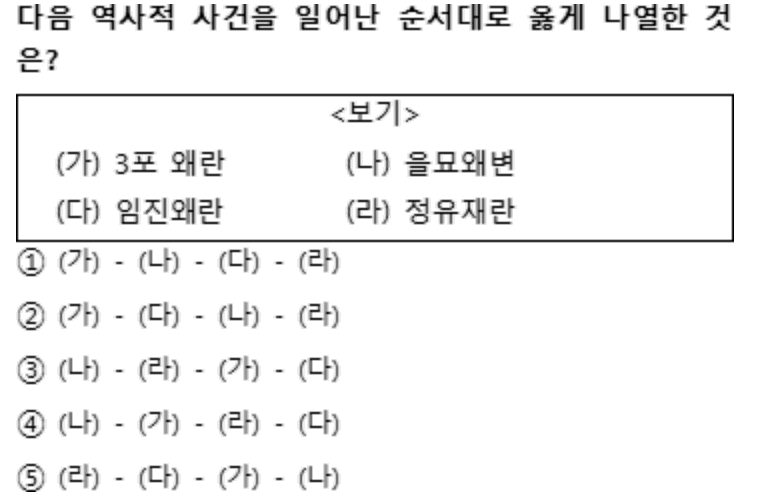 다음 역사적 사건을 일어난 순서대로 옳게 나열한 것
은?
<보기>
(가) 3포 왜란 (나) 을묘왜변
(다) 임진왜란 (라) 정유재란
① (가) - (나) - (다) - (라)
② (가) - (다) - (나) - (라)
③ (나) - (라) - (가) - (다)
④ (나) - (가) - (라) - (다)
⑤ (라) - (다) - (가) - (나)